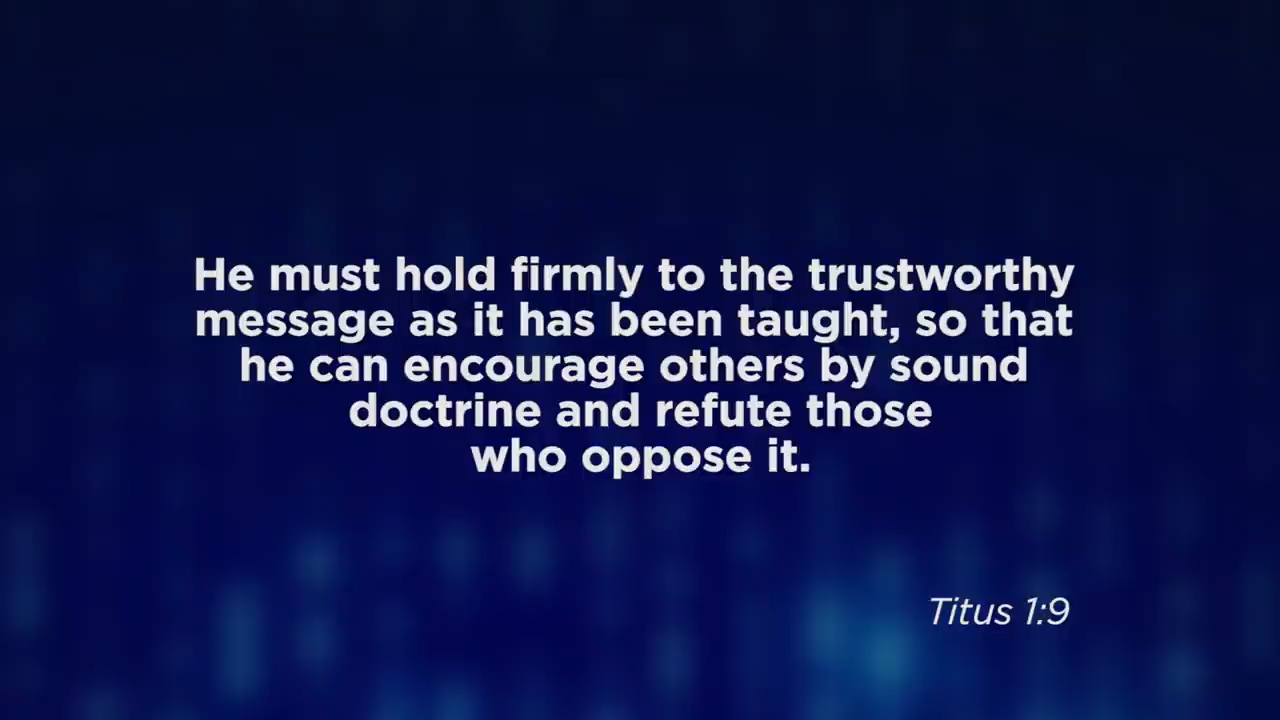 He must hold firmly to the trustworthy
message as it has been taught, so that
he can encourage others by sound
doctrine and refute those
who oppose it.
Titus 1:9